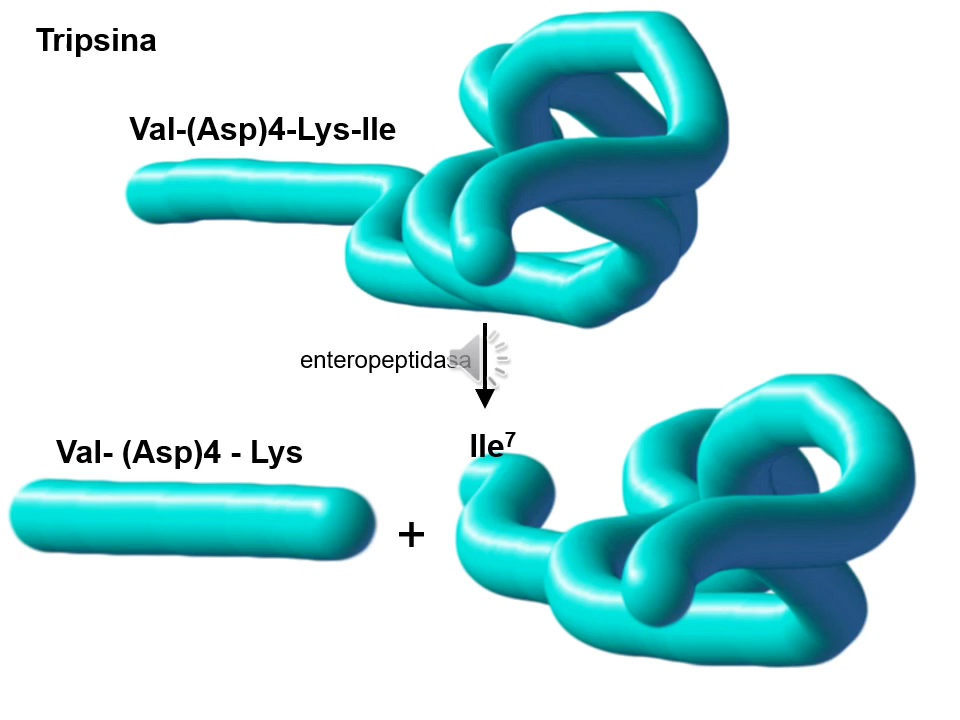 Tripsina
Val-(Asp)4-Lys-Ile
enteropeptidasa
Ile⁷
Val- (Asp)4 - Lys
+